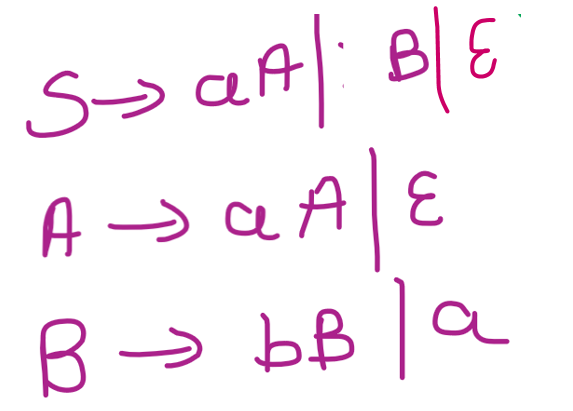 S → aA | B | ε
A → aA | ε
B → bB | a